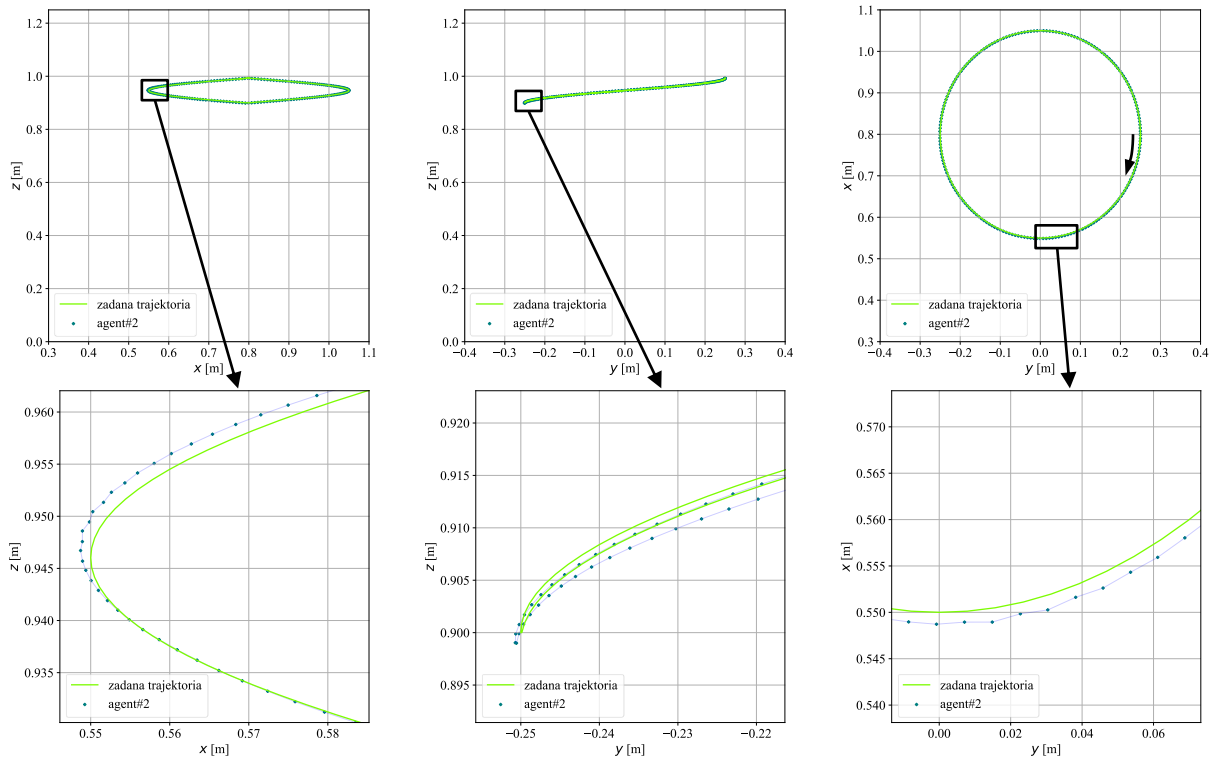 1.2
1.0
0.8
0.6
0.4
0.2
0.0
z [m]
0.3 0.4 0.5 0.6 0.7 0.8 0.9 1.0 1.1
x [m]
zadana trajektoria
agent#2
1.2
1.0
0.8
0.6
0.4
0.2
0.0
z [m]
−0.4 −0.3 −0.2 −0.1 0.0 0.1 0.2 0.3 0.4
y [m]
zadana trajektoria
agent#2
1.1
1.0
0.9
0.8
0.7
0.6
0.5
0.4
0.3
x [m]
−0.4 −0.3 −0.2 −0.1 0.0 0.1 0.2 0.3 0.4
y [m]
zadana trajektoria
agent#2
0.960
0.955
0.950
0.945
0.940
0.935
z [m]
0.55 0.56 0.57 0.58
x [m]
zadana trajektoria
agent#2
0.920
0.915
0.910
0.905
0.900
0.895
z [m]
−0.25 −0.24 −0.23 −0.22
y [m]
zadana trajektoria
agent#2
0.570
0.565
0.560
0.555
0.550
0.545
0.540
x [m]
0.00 0.02 0.04 0.06
y [m]
zadana trajektoria
agent#2